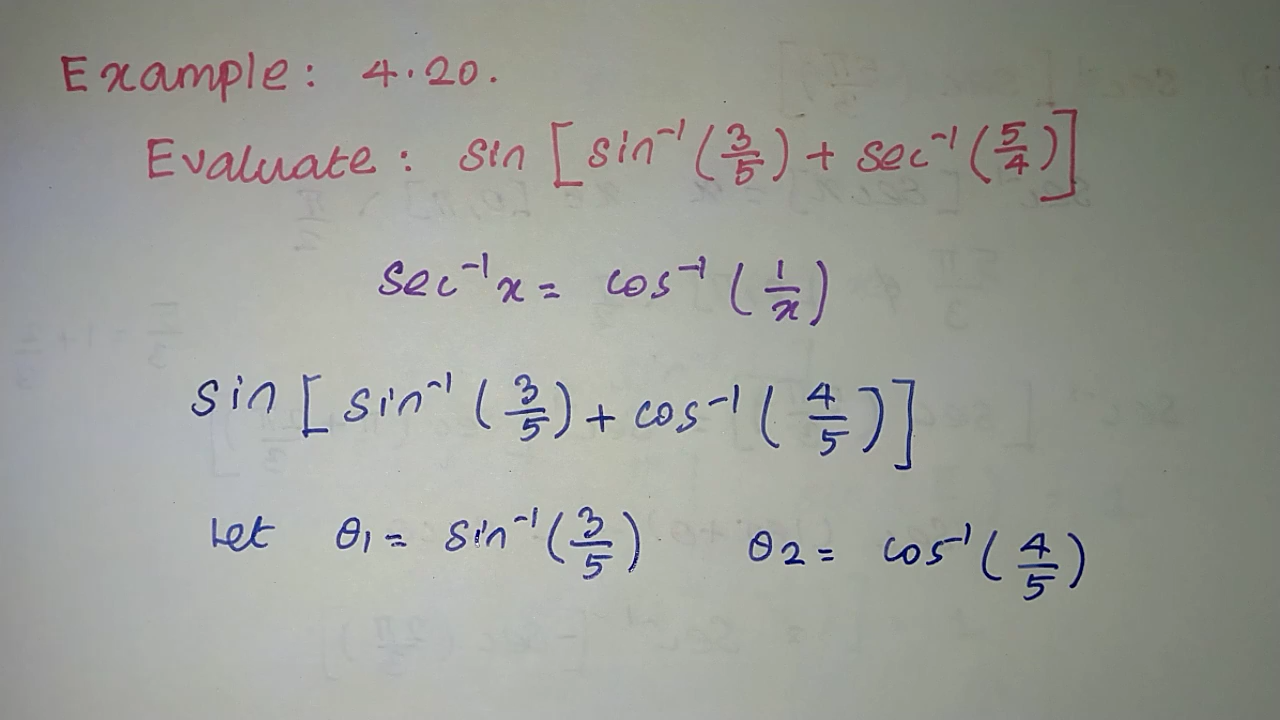 Example: 4.20.
Evaluate: sin [sin⁻¹ (3/5) + sec⁻¹ (5/4)]
sec⁻¹x = cos⁻¹ (1/x)
sin [sin⁻¹ (3/5) + cos⁻¹ (4/5)]
Let θ1 = sin⁻¹ (3/5) θ2 = cos⁻¹ (4/5)